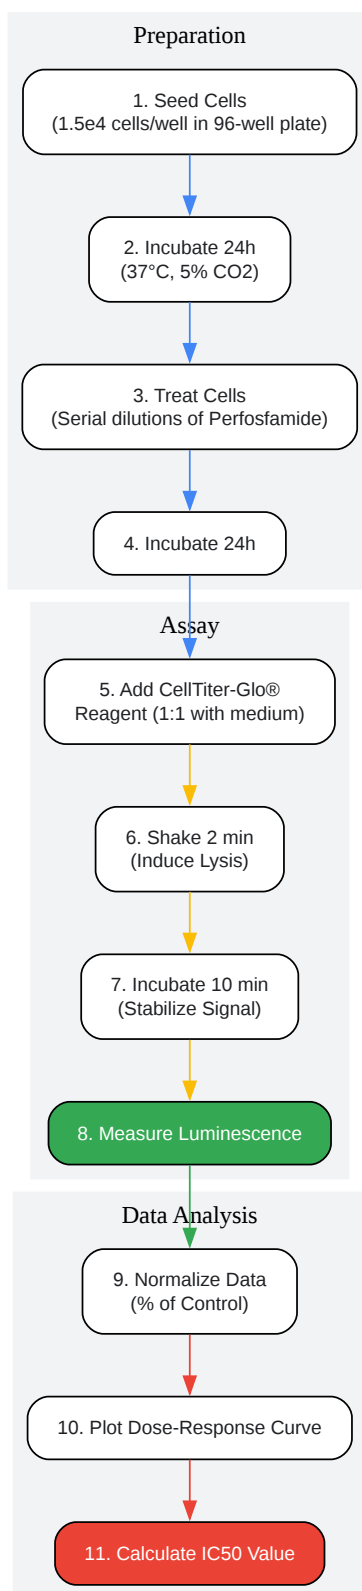 Preparation
1. Seed Cells
(1.5e4 cells/well in 96-well plate)
2. Incubate 24h
(37°C, 5% CO2)
3. Treat Cells
(Serial dilutions of Perfosfamide)
4. Incubate 24h
Assay
5. Add CellTiter-Glo®
Reagent (1:1 with medium)
6. Shake 2 min
(Induce Lysis)
7. Incubate 10 min
(Stabilize Signal)
8. Measure Luminescence
Data Analysis
9. Normalize Data
(% of Control)
10. Plot Dose-Response Curve
11. Calculate IC50 Value